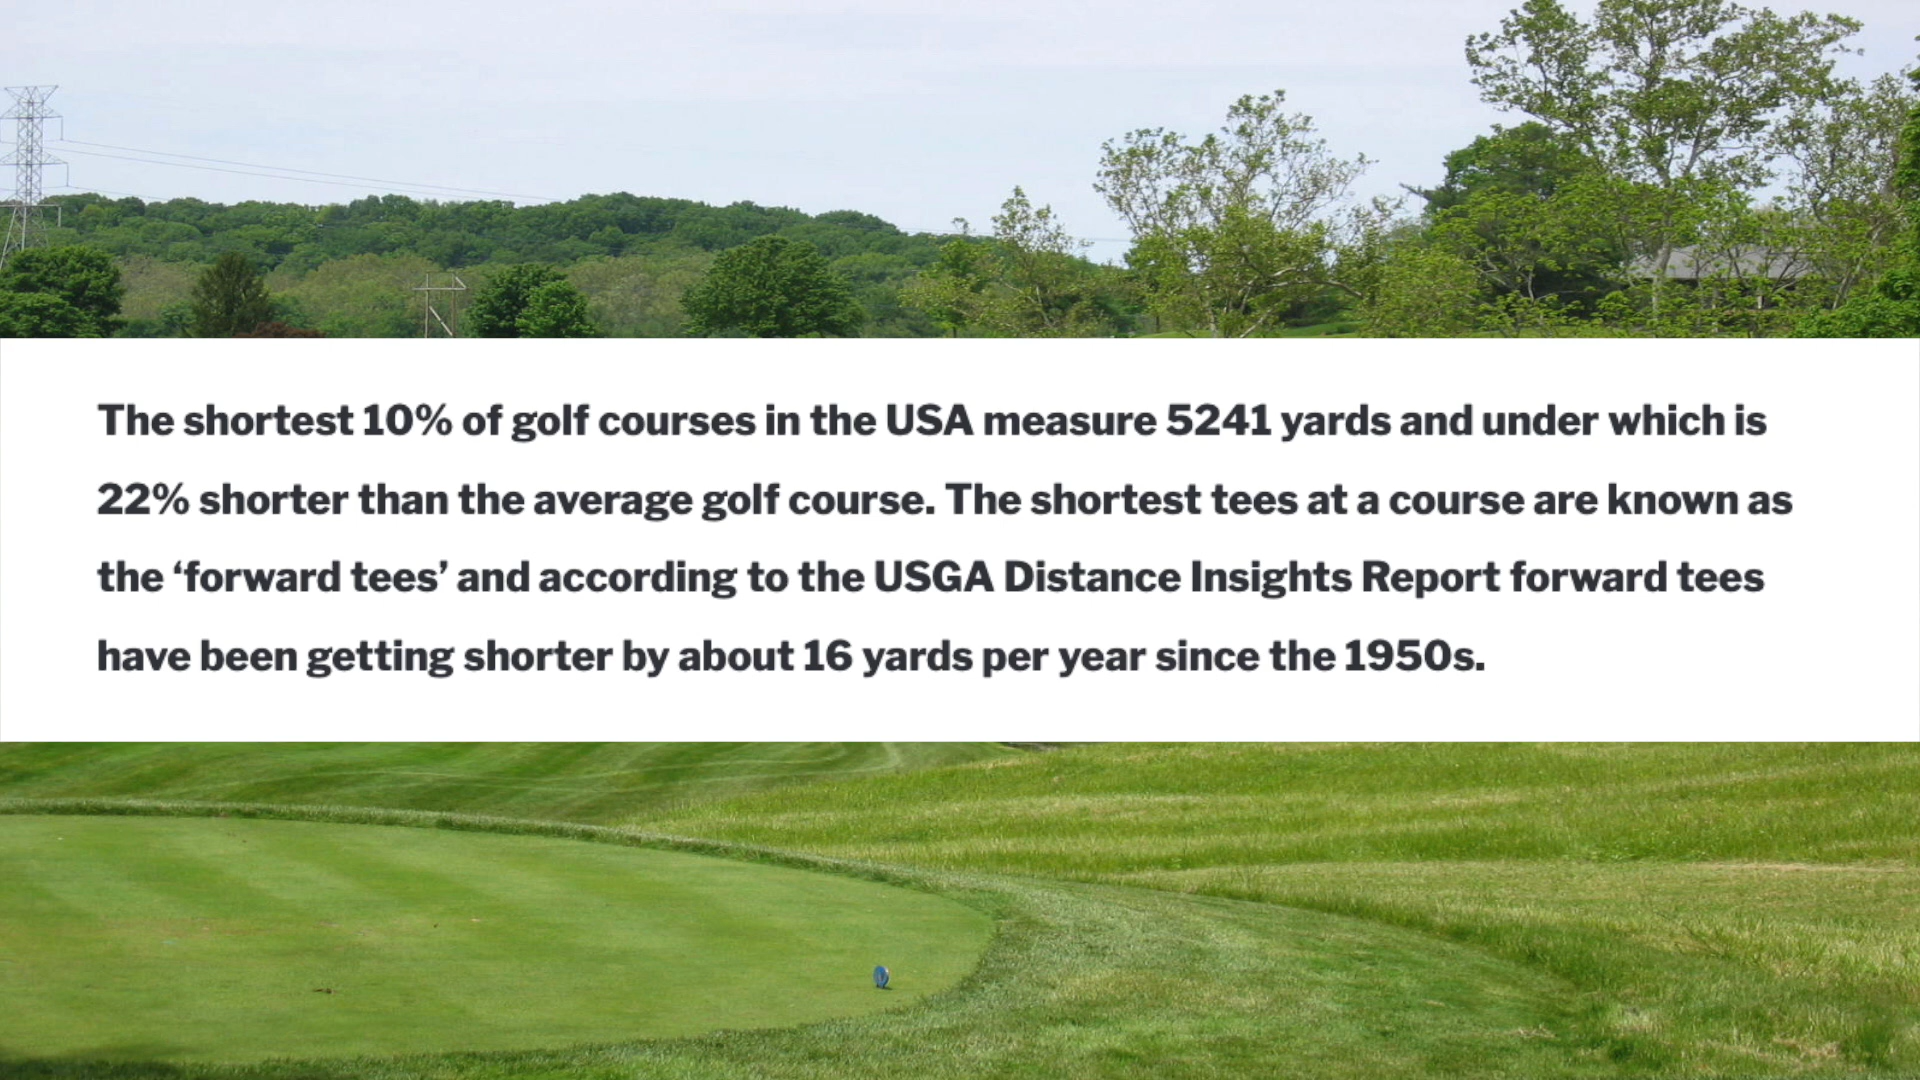 The shortest 10% of golf courses in the USA measure 5241 yards and under which is
22% shorter than the average golf course. The shortest tees at a course are known as
the ‘forward tees’ and according to the USGA Distance Insights Report forward tees
have been getting shorter by about 16 yards per year since the 1950s.